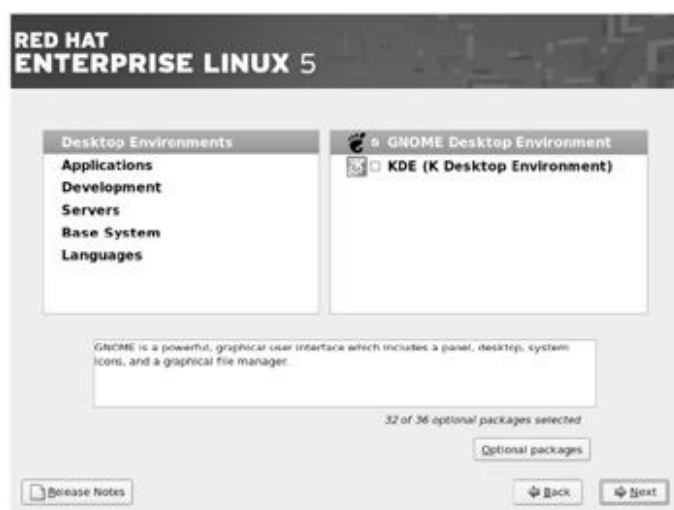 RED HAT
ENTERPRISE LINUX 5
Desktop Environments
Applications
Development
Servers
Base System
Languages
GNOME Desktop Environment
KDE (K Desktop Environment)
GNOME is a powerful, graphical user interface which includes a panel, desktop, system
icons, and a graphical file manager.
32 of 36 optional packages selected
Optional packages
Release Notes
Back
Next